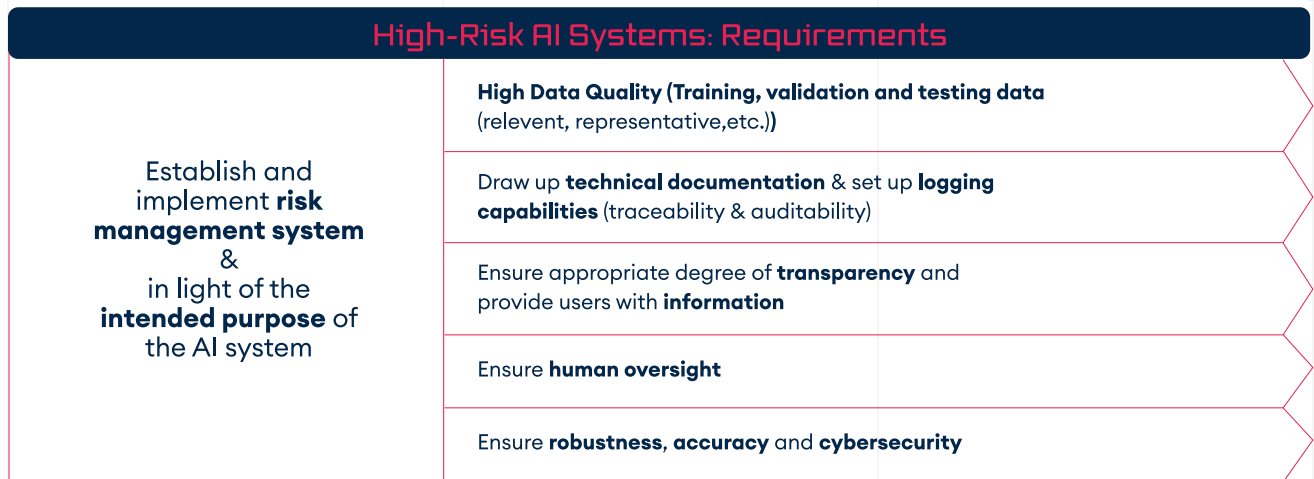 High-Risk AI Systems: Requirements
Establish and
implement risk
management system
&
in light of the
intended purpose of
the AI system
High Data Quality (Training, validation and testing data
(relevent, representative,etc.))
Draw up technical documentation & set up logging
capabilities (traceability & auditability)
Ensure appropriate degree of transparency and
provide users with information
Ensure human oversight
Ensure robustness, accuracy and cybersecurity